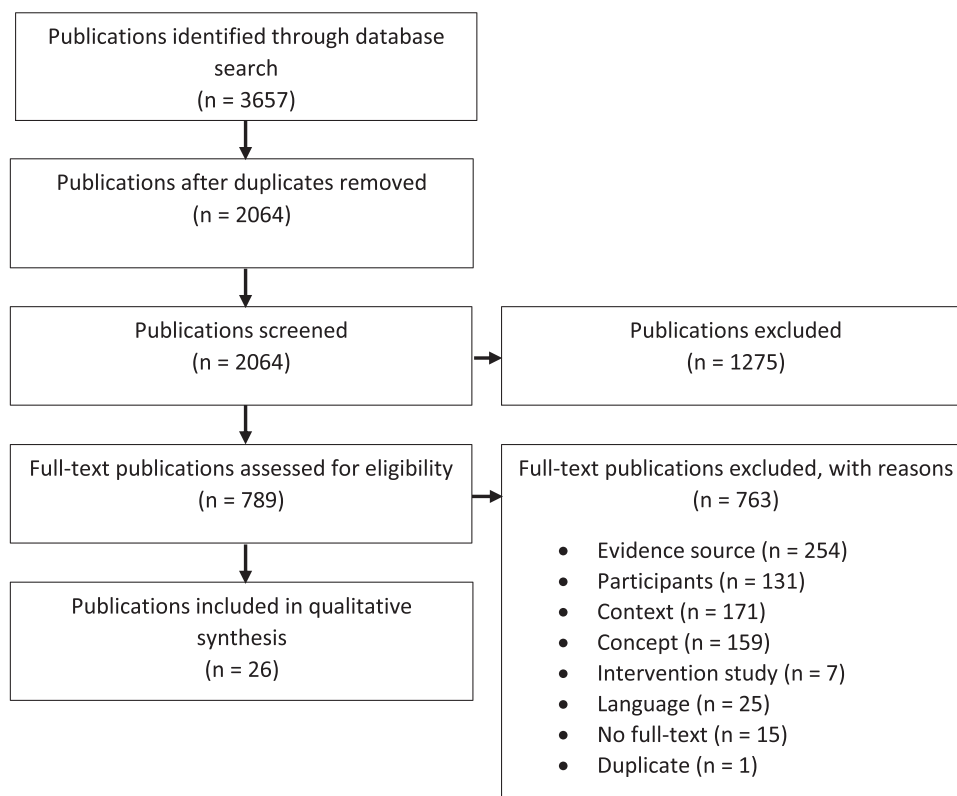 Publications identified through database
search
(n = 3657)
Publications after duplicates removed
(n = 2064)
Publications screened
(n = 2064)
Publications excluded
(n = 1275)
Full-text publications assessed for eligibility
(n = 789)
Full-text publications excluded, with reasons
(n = 763)
• Evidence source (n = 254)
• Participants (n = 131)
• Context (n = 171)
• Concept (n = 159)
• Intervention study (n = 7)
• Language (n = 25)
• No full-text (n = 15)
• Duplicate (n = 1)
Publications included in qualitative
synthesis
(n = 26)